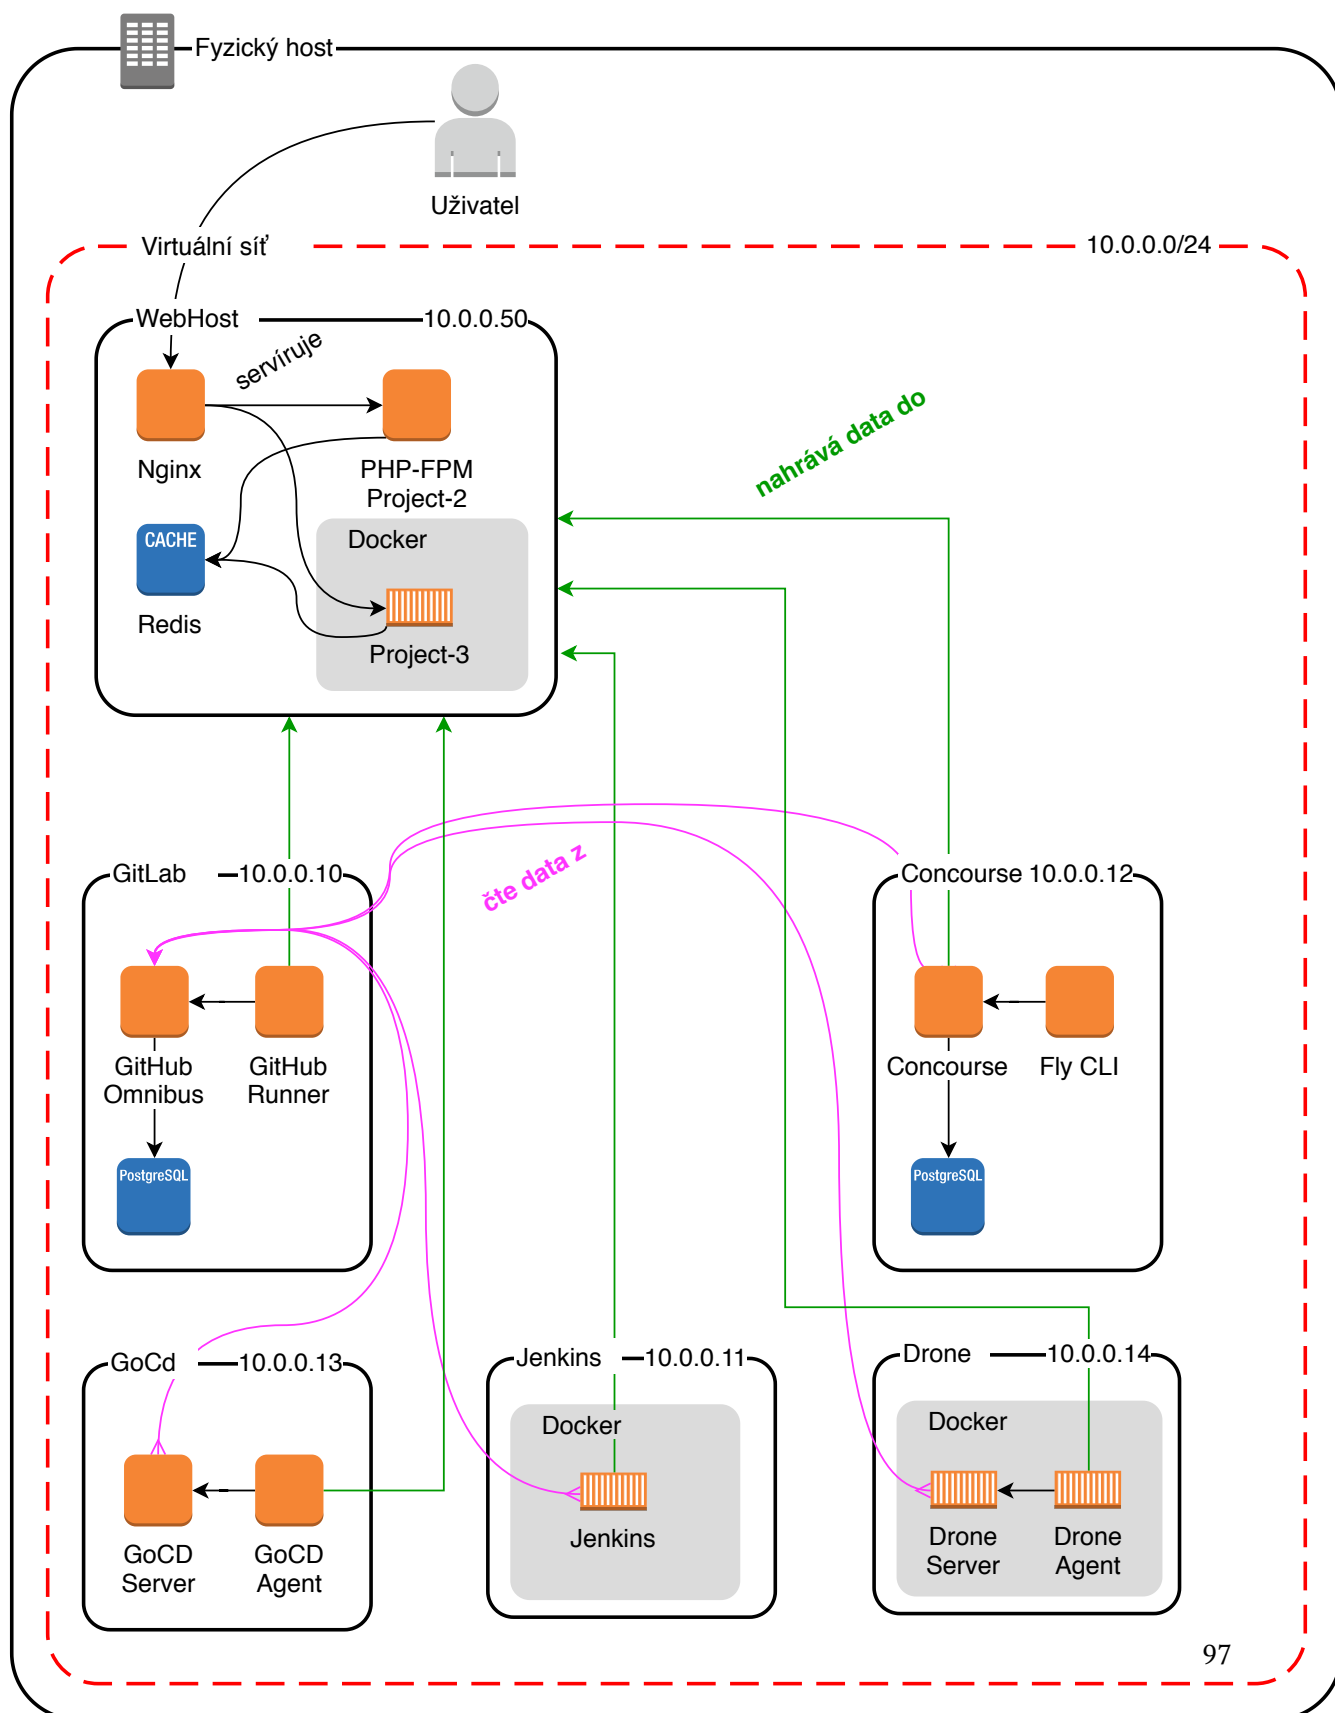 Fyzický host
Uživatel
Virtuální síť
10.0.0.0/24
WebHost
10.0.0.50
servíruje
Nginx
PHP-FPM
Project-2
nahrává data do
CACHE
Redis
Docker
Project-3
GitLab
10.0.0.10
čte data z
Concourse 10.0.0.12
GitHub
Omnibus
GitHub
Runner
Concourse
Fly CLI
PostgreSQL
PostgreSQL
GoCd
10.0.0.13
Jenkins
10.0.0.11
Drone
10.0.0.14
Docker
Docker
GoCD
Server
GoCD
Agent
Jenkins
Drone
Server
Drone
Agent
97